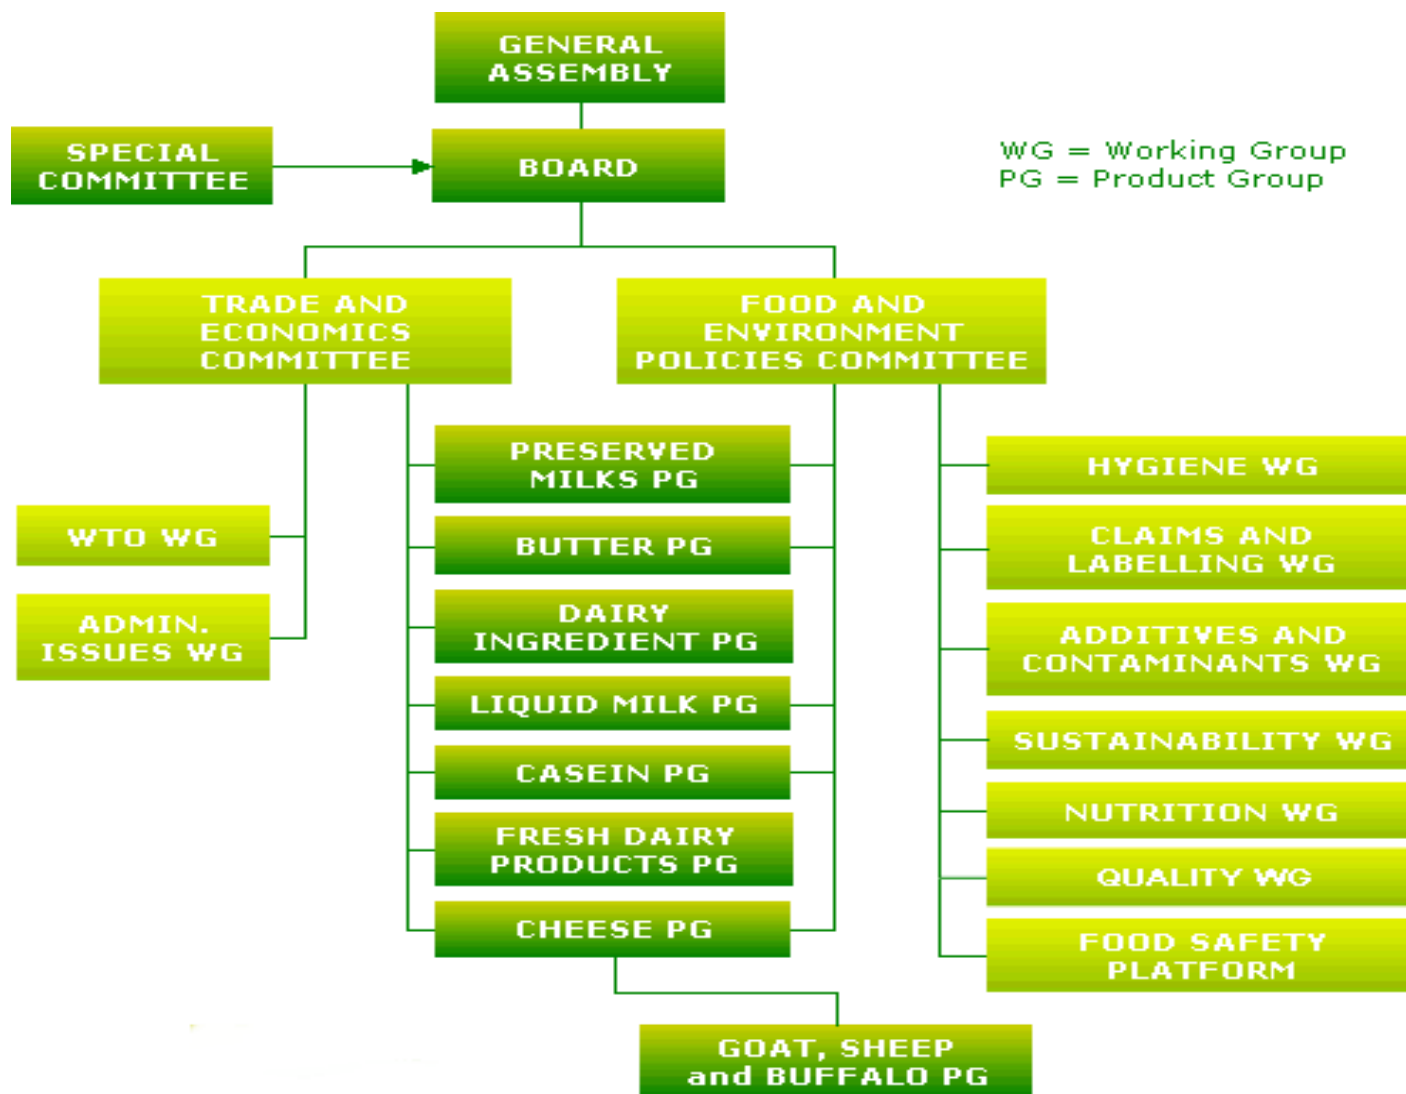 GENERAL
ASSEMBLY
SPECIAL
COMMITTEE
BOARD
WG = Working Group
PG = Product Group
TRADE AND
ECONOMICS
COMMITTEE
FOOD AND
ENVIRONMENT
POLICIES COMMITTEE
WTO WG
ADMIN.
ISSUES WG
PRESERVED
MILKS PG
BUTTER PG
DAIRY
INGREDIENT PG
LIQUID MILK PG
CASEIN PG
FRESH DAIRY
PRODUCTS PG
CHEESE PG
HYGIENE WG
CLAIMS AND
LABELLING WG
ADDITIVES AND
CONTAMINANTS WG
SUSTAINABILITY WG
NUTRITION WG
QUALITY WG
FOOD SAFETY
PLATFORM
GOAT, SHEEP
and BUFFALO PG